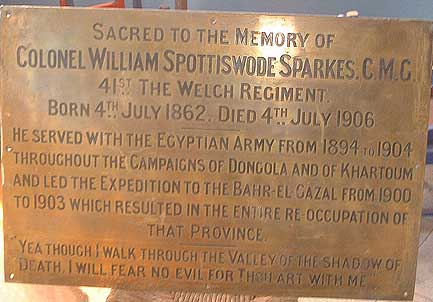 SACRED TO THE MEMORY OF
COLONEL WILLIAM SPOTTISWODE SPARKES. C.M.G.
41ST THE WELCH REGIMENT.
BORN 4TH JULY 1862. DIED 4TH JULY 1906
HE SERVED WITH THE EGYPTIAN ARMY FROM 1894 TO 1904
THROUGHOUT THE CAMPAIGNS OF DONGOLA AND OF KHARTOUM
AND LED THE EXPEDITION TO THE BAHR-EL GAZAL FROM 1900
TO 1903 WHICH RESULTED IN THE ENTIRE RE-OCCUPATION OF
THAT PROVINCE.
"YEA THOUGH I WALK THROUGH THE VALLEY OF THE SHADOW OF
DEATH, I WILL FEAR NO EVIL FOR THOU ART WITH ME"